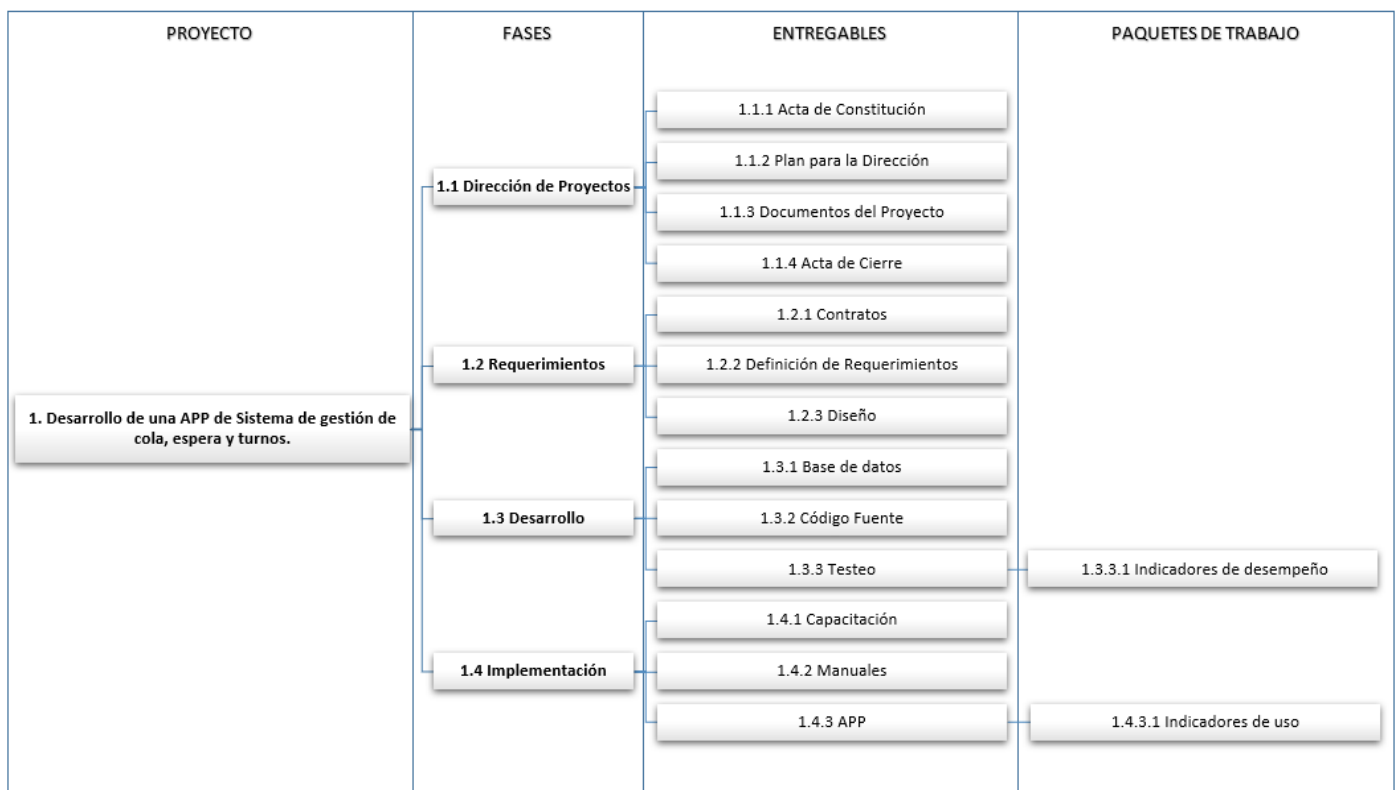 PROYECTO
FASES
ENTREGABLES
PAQUETES DE TRABAJO
1. Desarrollo de una APP de Sistema de gestión de
cola, espera y turnos.
1.1 Dirección de Proyectos
1.1.1 Acta de Constitución
1.1.2 Plan para la Dirección
1.1.3 Documentos del Proyecto
1.1.4 Acta de Cierre
1.2 Requerimientos
1.2.1 Contratos
1.2.2 Definición de Requerimientos
1.2.3 Diseño
1.3 Desarrollo
1.3.1 Base de datos
1.3.2 Código Fuente
1.3.3 Testeo
1.3.3.1 Indicadores de desempeño
1.4 Implementación
1.4.1 Capacitación
1.4.2 Manuales
1.4.3 APP
1.4.3.1 Indicadores de uso